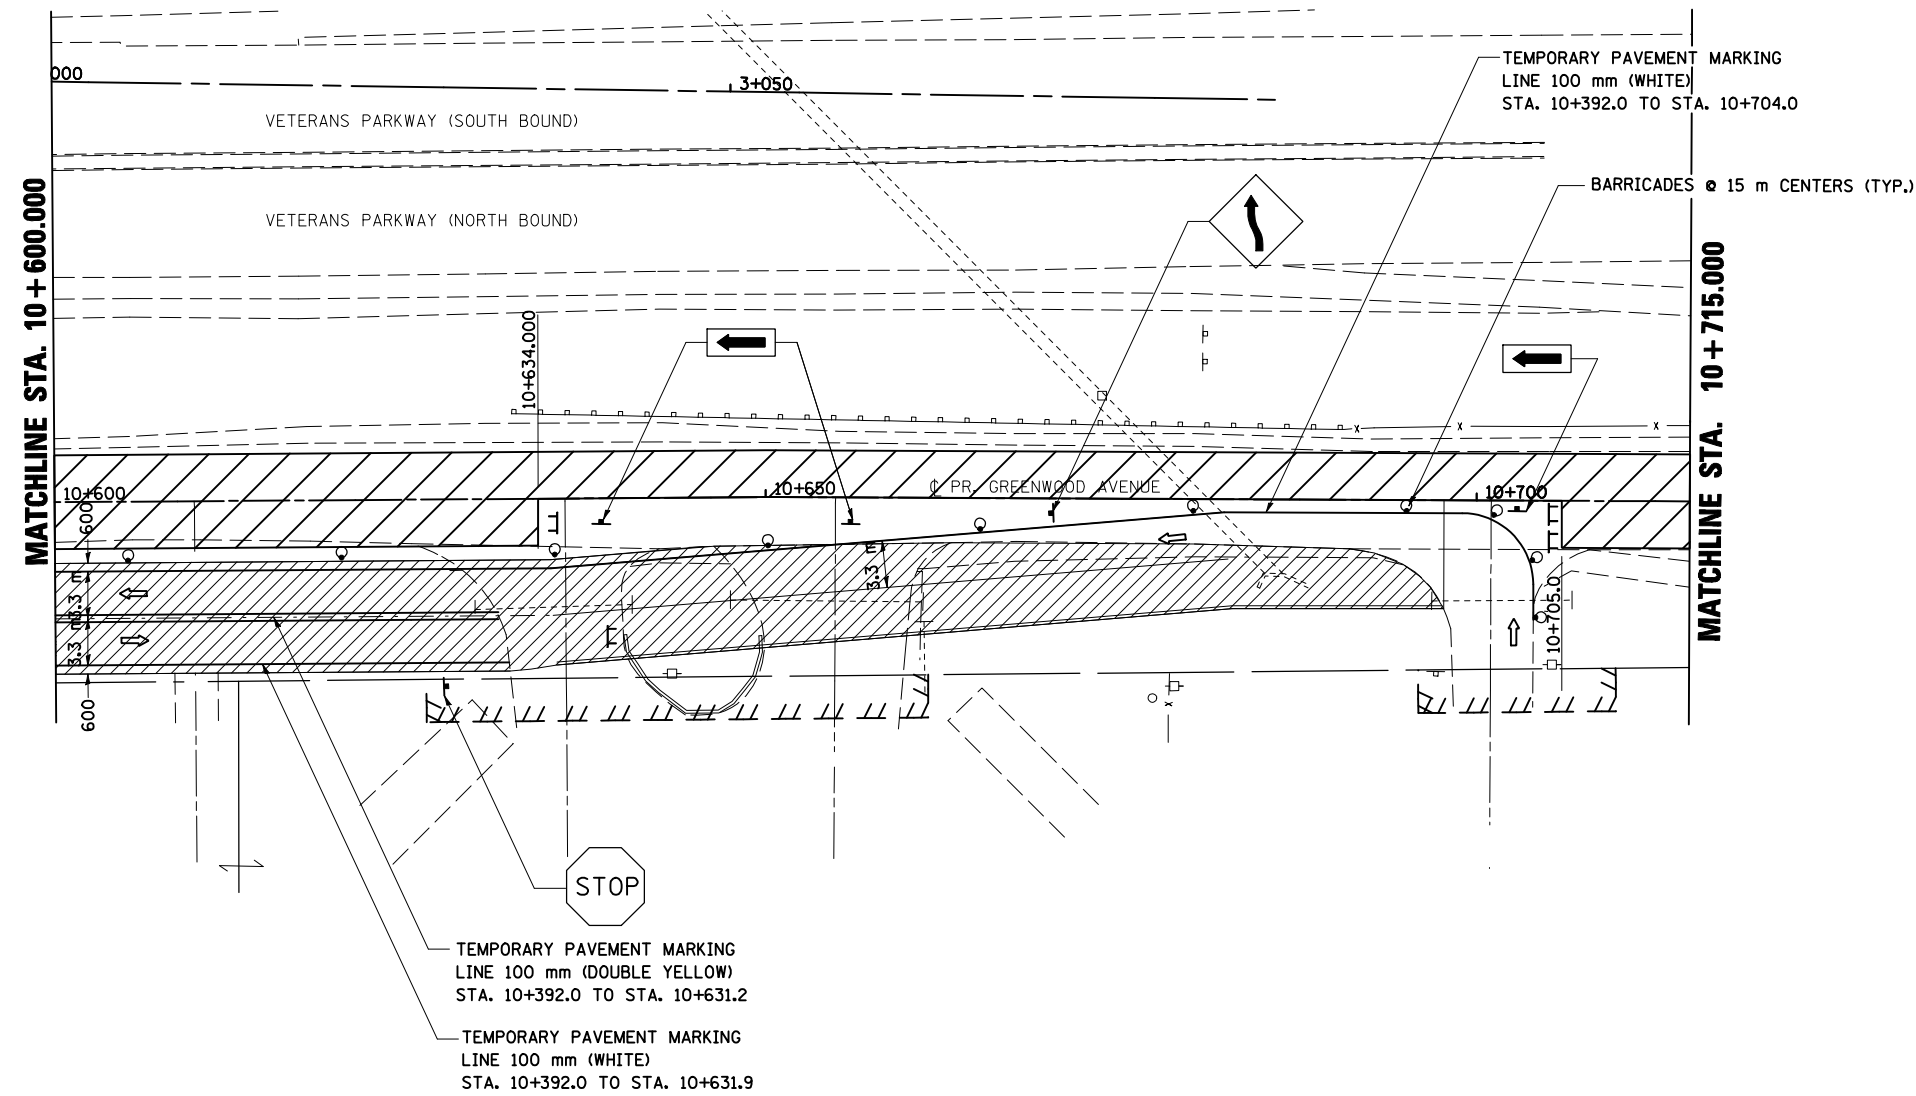 000
3+050
TEMPORARY PAVEMENT MARKING
LINE 100 mm (WHITE)
STA. 10+392.0 TO STA. 10+704.0
VETERANS PARKWAY (SOUTH BOUND)
BARRICADES @ 15 m CENTERS (TYP.)
VETERANS PARKWAY (NORTH BOUND)
MATCHLINE STA. 10+600.000
MATCHLINE STA. 10+715.000
10+634.000
10+600
10+650
℄ PR. GREENWOOD AVENUE
10+700
600
3.3 m
3.3 m
3.3 m
10+705.0
600
STOP
TEMPORARY PAVEMENT MARKING
LINE 100 mm (DOUBLE YELLOW)
STA. 10+392.0 TO STA. 10+631.2
TEMPORARY PAVEMENT MARKING
LINE 100 mm (WHITE)
STA. 10+392.0 TO STA. 10+631.9